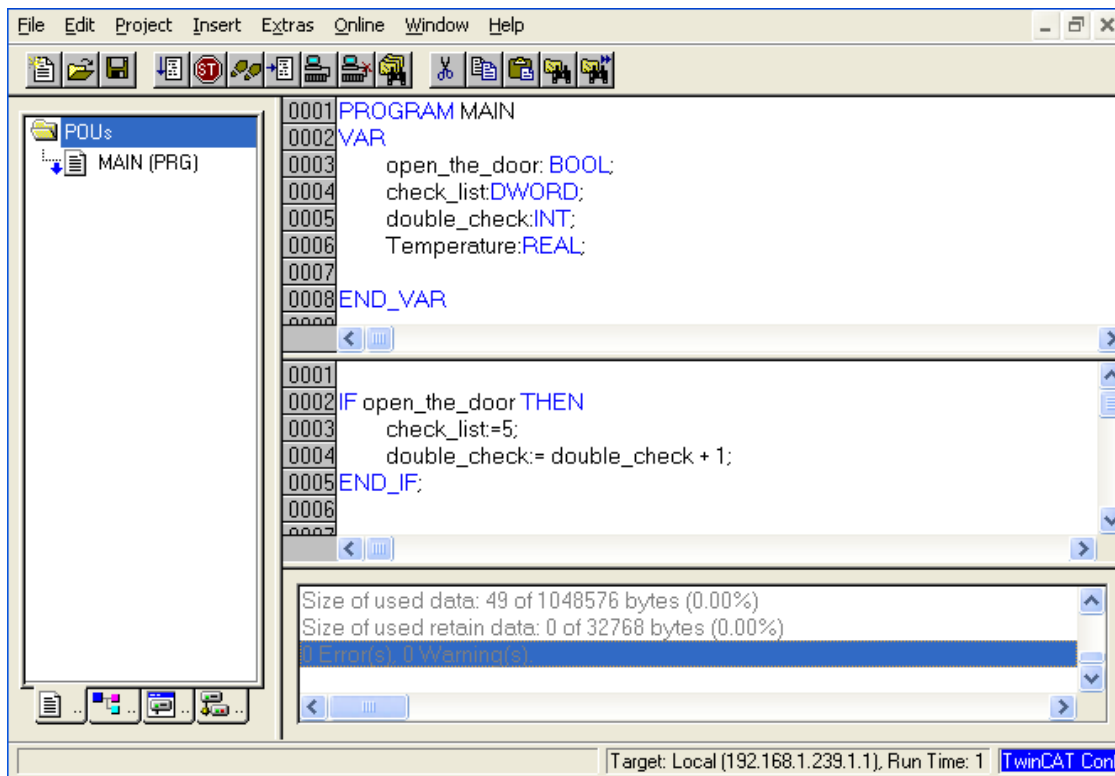 File Edit Project Insert Extras Online Window Help
POUs
MAIN (PRG)
0001 PROGRAM MAIN
0002 VAR
0003 open_the_door: BOOL;
0004 check_list:DWORD;
0005 double_check:INT;
0006 Temperature:REAL;
0007
0008 END_VAR
0001
0002 IF open_the_door THEN
0003 check_list:=5;
0004 double_check:= double_check + 1;
0005 END_IF;
0006
Size of used data: 49 of 1048576 bytes (0.00%)
Size of used retain data: 0 of 32768 bytes (0.00%)
0 Error(s), 0 Warning(s).
Target: Local (192.168.1.239.1.1), Run Time: 1 TwinCAT Con